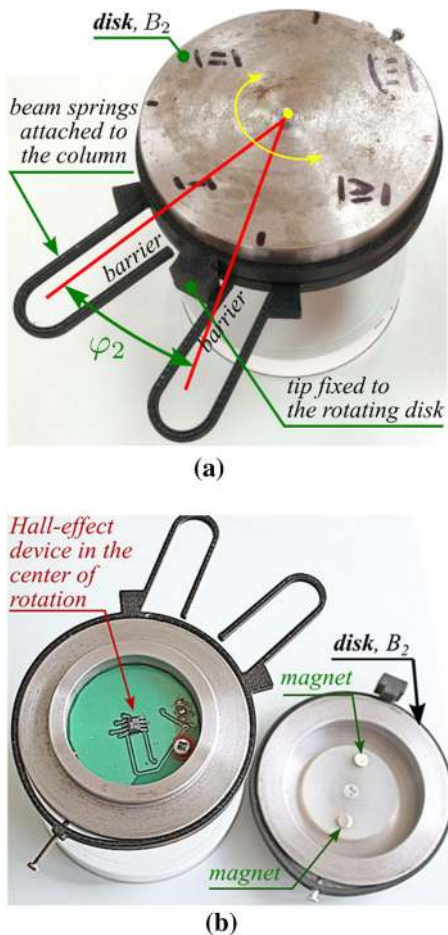 disk, B₂
beam springs
attached to
the column
barrier
barrier
φ₂
tip fixed to
the rotating disk
(a)
Hall-effect
device in the
center of
rotation
disk, B₂
magnet
magnet
(b)